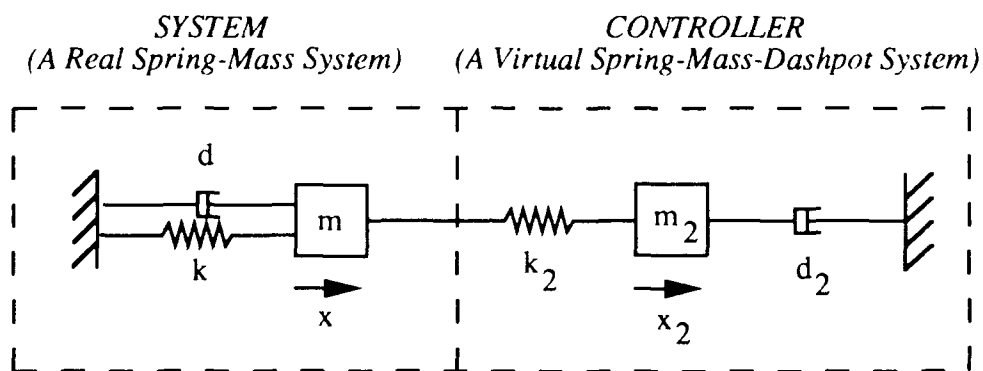 SYSTEM
(A Real Spring-Mass System)
CONTROLLER
(A Virtual Spring-Mass-Dashpot System)
d
m
k
x
k2
m2
x2
d2